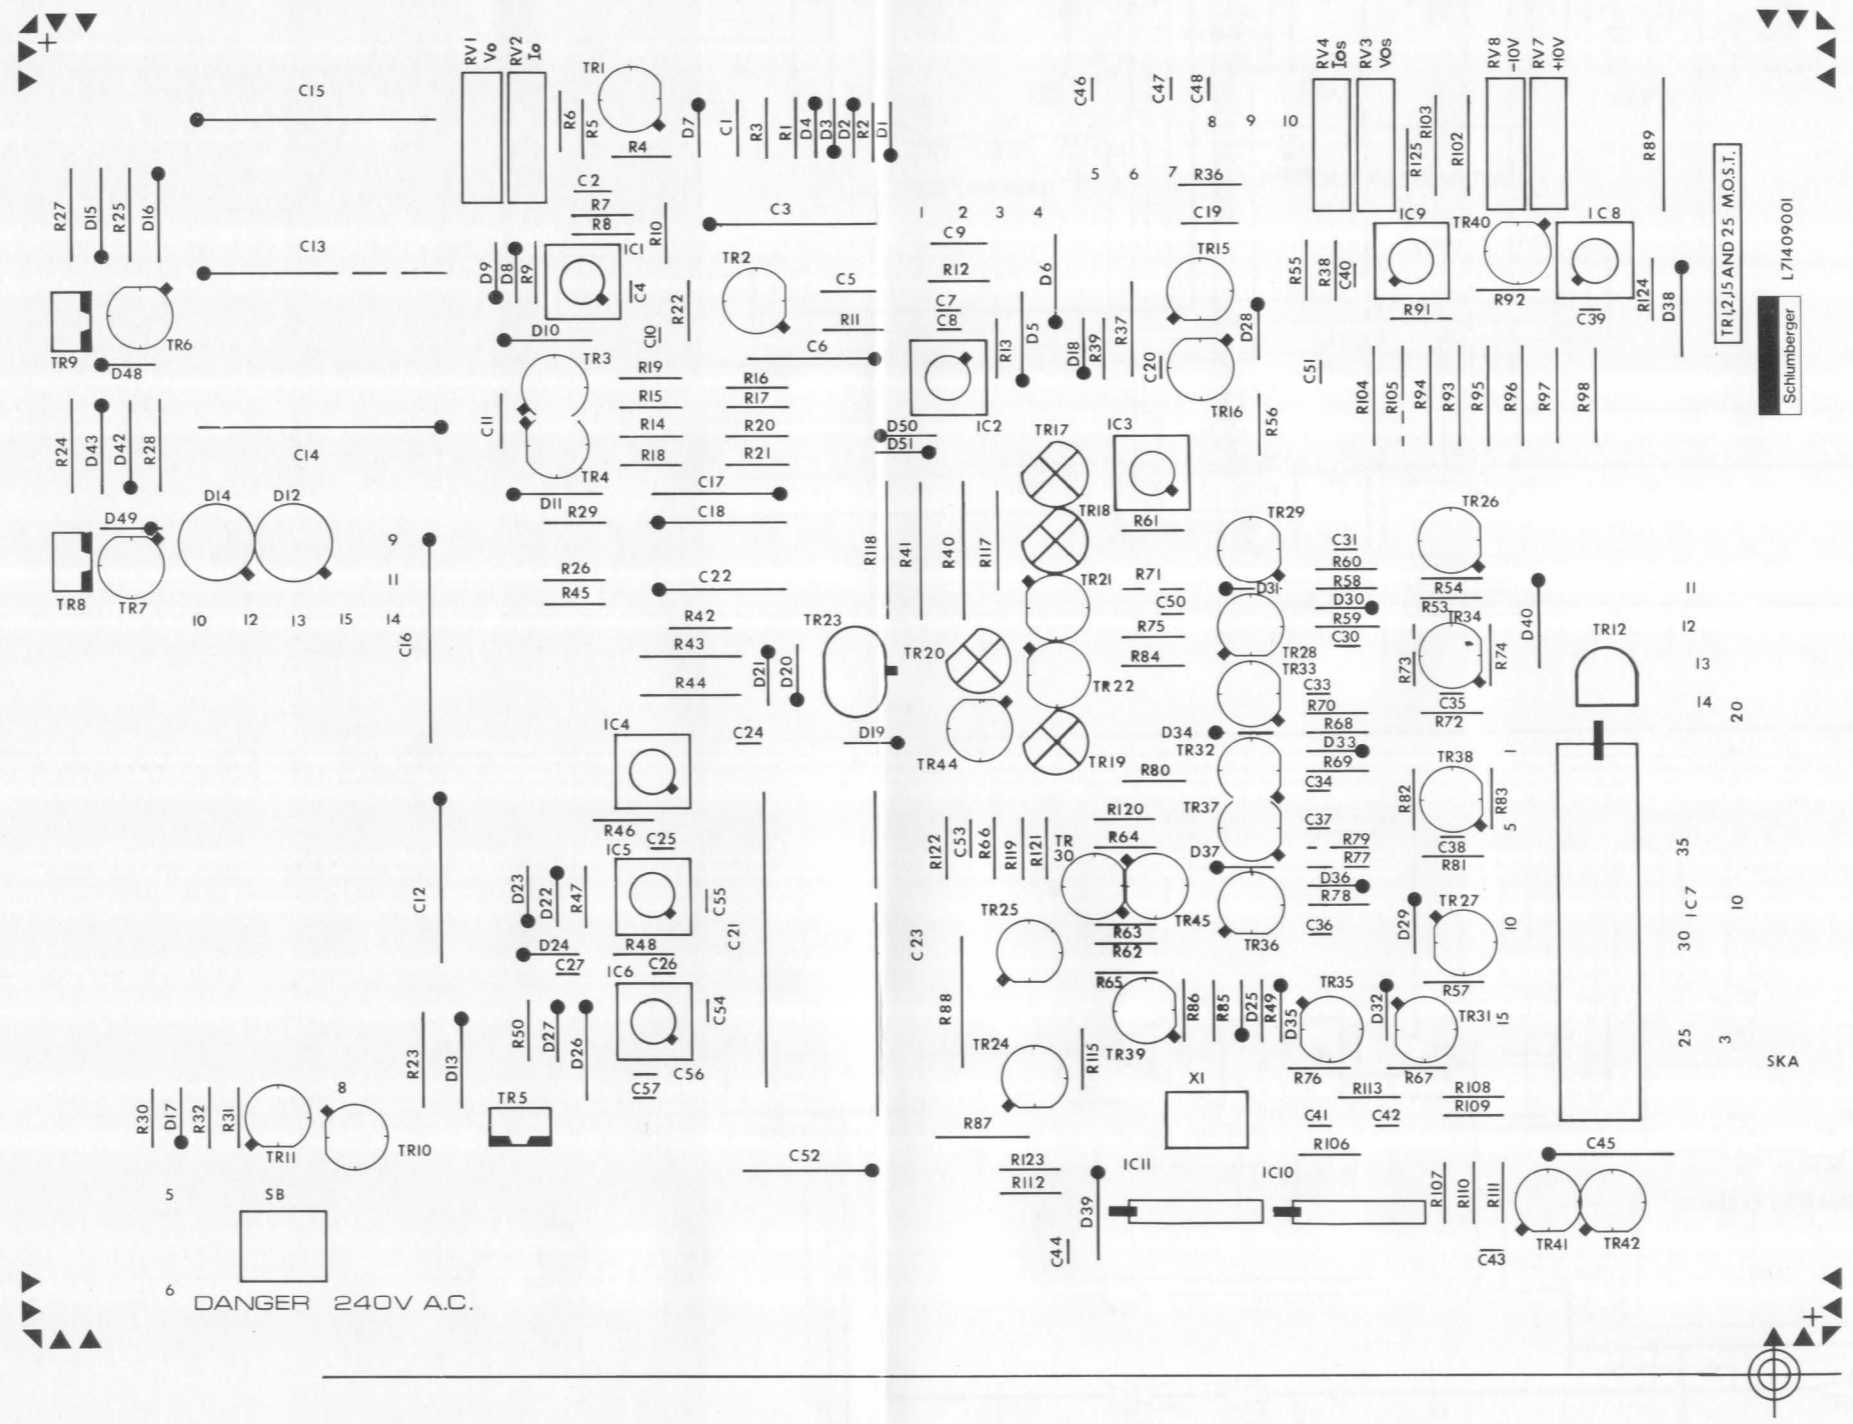 RV1 Vo
RV2 Io
TR1
C15
R6
R5
R4
D7
C1
R3
R1
D4
D3
D2
R2
D1
C46
C47
C48
8 9 10
RV4 IOs
RV3 VOs
R125
R103
R102
RV8 -10V
RV7 +10V
R89
TR1,2,15 AND 25 M.O.S.T.
L71409001
Schlumberger
R27
D15
R25
D16
C2
R7
R8
R10
C3
1 2 3 4
5 6 7
R36
C19
C13
D9
D8
R9
IC1
C4
TR2
C5
R22
R11
C10
C6
C9
R12
C7
C8
R13
D5
D6
D18
R39
R37
TR15
C20
TR16
D28
R56
R55
R38
C40
IC9
R91
TR40
R92
IC8
C39
R124
D38
C51
R104
R105
R94
R93
R95
R96
R97
R98
TR9
TR6
D48
D10
TR3
R19
R15
R14
R18
R16
R17
R20
R21
C11
TR4
D11
R24
D43
D42
R28
C14
D50
D51
IC2
TR17
IC3
C17
C18
R29
D14
D12
D49
TR8
TR7
9
11
10 12 13 15 14
C16
R26
R45
C22
R42
R43
R44
D21
D20
TR23
R118
R41
R40
R117
TR18
TR21
TR20
TR22
TR44
TR19
D19
C24
R61
R71
C50
R75
R84
R80
TR29
D31
TR28
TR33
D34
TR32
TR37
D37
TR36
C31
R60
R58
D30
R59
C30
C33
R70
R68
D33
R69
C34
C37
R79
R77
D36
R78
C36
TR26
R54
R53
TR34
R73
R74
C35
R72
TR38
R82
R83
C38
R81
D40
TR12
11
12
13
14
20
1
5
10
15
35
IC7
30
10
25
3
SKA
IC4
R46
C25
IC5
D23
D22
R47
C55
C21
D24
R48
C27
C26
IC6
R50
D27
D26
C54
C56
C57
C12
R23
D13
TR5
C23
R122
C53
R66
R119
R121
TR
30
R120
R64
TR45
R63
R62
R65
TR25
R88
TR24
R115
R87
TR39
R86
R85
D25
R49
D35
TR35
D32
TR31
D29
TR27
R57
R76
R67
R113
R108
R109
X1
C41
C42
R106
R30
D17
R32
R31
TR11
8
TR10
5
SB
6
DANGER 240V A.C.
C52
R123
R112
D39
C44
IC11
IC10
R107
R110
R111
C43
C45
TR41
TR42